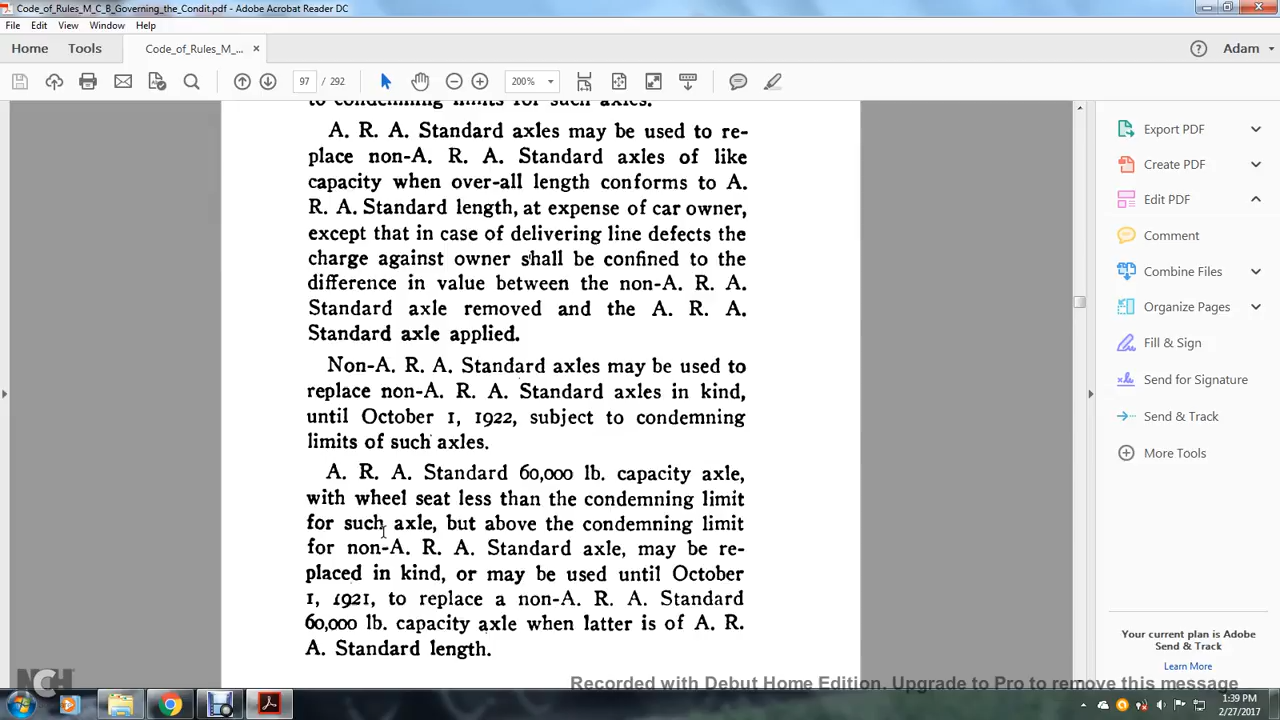 Code_of_Rules_M_C_B_Governing_the_Condit.pdf - Adobe Acrobat Reader DC
File Edit View Window Help
Home Tools Code_of_Rules_M_... × Adam
97 / 292 200%
to condemning limits for such axles.
A. R. A. Standard axles may be used to re-
place non-A. R. A. Standard axles of like
capacity when over-all length conforms to A.
R. A. Standard length, at expense of car owner,
except that in case of delivering line defects the
charge against owner shall be confined to the
difference in value between the non-A. R. A.
Standard axle removed and the A. R. A.
Standard axle applied.
Non-A. R. A. Standard axles may be used to
replace non-A. R. A. Standard axles in kind,
until October 1, 1922, subject to condemning
limits of such axles.
A. R. A. Standard 60,000 lb. capacity axle,
with wheel seat less than the condemning limit
for such axle, but above the condemning limit
for non-A. R. A. Standard axle, may be re-
placed in kind, or may be used until October
1, 1921, to replace a non-A. R. A. Standard
60,000 lb. capacity axle when latter is of A. R.
A. Standard length.
Export PDF
Create PDF
Edit PDF
Comment
Combine Files
Organize Pages
Fill & Sign
Send for Signature
Send & Track
More Tools
Your current plan is Adobe
Send & Track
Learn More
NCH
Recorded with Debut Home Edition. Upgrade to Pro to remove this message
1:39 PM
2/27/2017